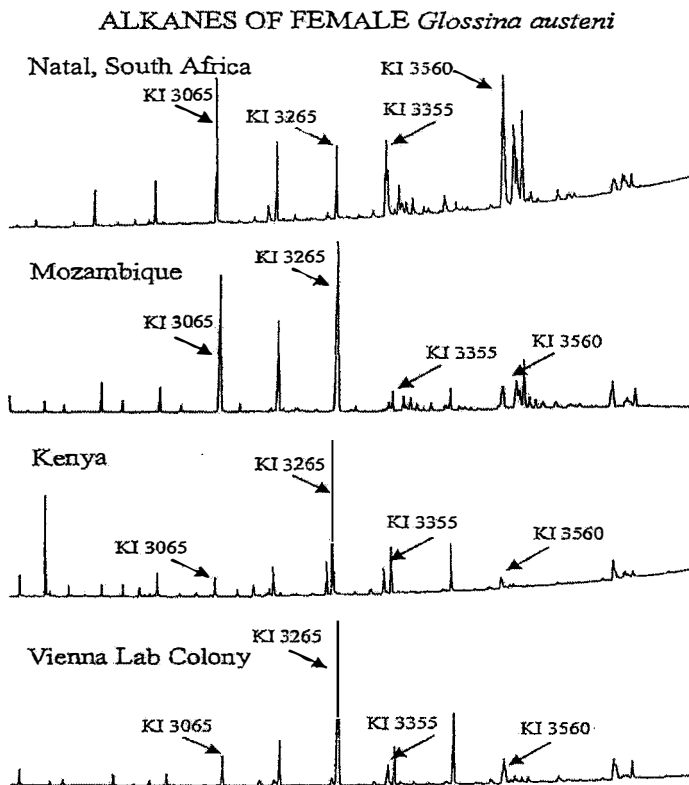 ALKANES OF FEMALE Glossina austeni
Natal, South Africa
KI 3065
KI 3265
KI 3355
KI 3560
Mozambique
KI 3065
KI 3265
KI 3355
KI 3560
Kenya
KI 3065
KI 3265
KI 3355
KI 3560
Vienna Lab Colony
KI 3065
KI 3265
KI 3355
KI 3560